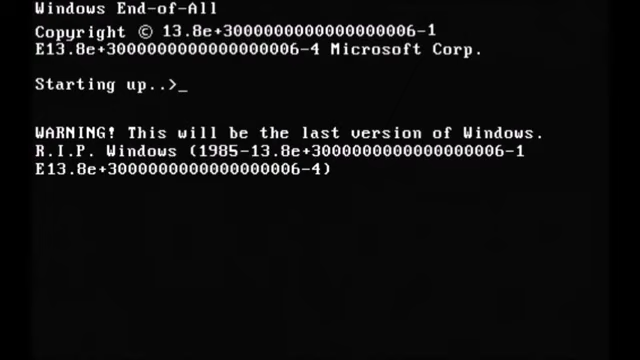 Windows End-of-All
Copyright © 13.8e+3000000000000000006-1
E13.8e+3000000000000000006-4 Microsoft Corp.
Starting up..>_
WARNING! This will be the last version of Windows.
R.I.P. Windows (1985-13.8e+3000000000000000006-1
E13.8e+3000000000000000006-4)